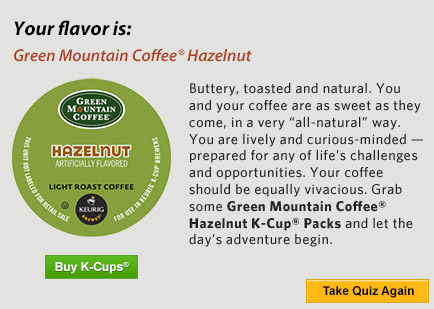 Your flavor is:
Green Mountain Coffee® Hazelnut
GREEN
MOUNTAIN
COFFEE®
HAZELNUT
ARTIFICIALLY FLAVORED
LIGHT ROAST COFFEE
KEURIG
BREWED
THIS UNIT NOT LABELED FOR RETAIL SALE
FOR USE IN KEURIG® K-CUP® BREWERS
Buttery, toasted and natural. You
and your coffee are as sweet as they
come, in a very “all-natural” way.
You are lively and curious-minded —
prepared for any of life’s challenges
and opportunities. Your coffee
should be equally vivacious. Grab
some Green Mountain Coffee®
Hazelnut K-Cup® Packs and let the
day’s adventure begin.
Buy K-Cups®
Take Quiz Again